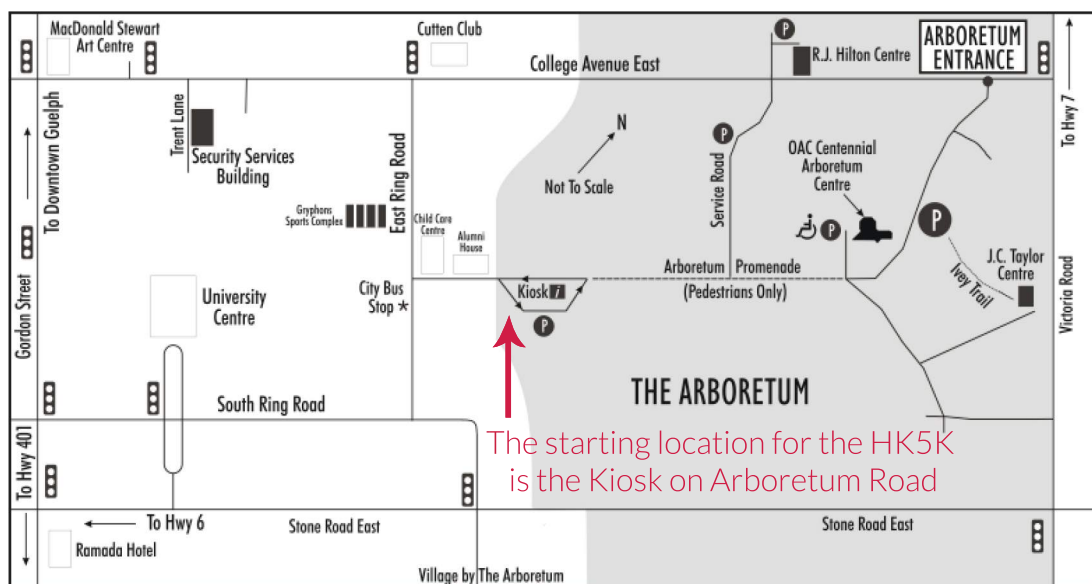 MacDonald Stewart
Art Centre
Cutten Club
College Avenue East
P
R.J. Hilton Centre
ARBORETUM
ENTRANCE
To Hwy 7
To Downtown Guelph
Trent Lane
Security Services
Building
East Ring Road
N
Not To Scale
P
Service Road
OAC Centennial
Arboretum
Centre
P
P
Gryphons
Sports Complex
Child Care
Centre
Alumni
House
Arboretum Promenade
(Pedestrians Only)
Ivey Trail
J.C. Taylor
Centre
Victoria Road
Gordon Street
University
Centre
City Bus
Stop *
Kiosk i
P
THE ARBORETUM
South Ring Road
To Hwy 401
The starting location for the HK5K
is the Kiosk on Arboretum Road
To Hwy 6
Stone Road East
Stone Road East
Ramada Hotel
Village by The Arboretum